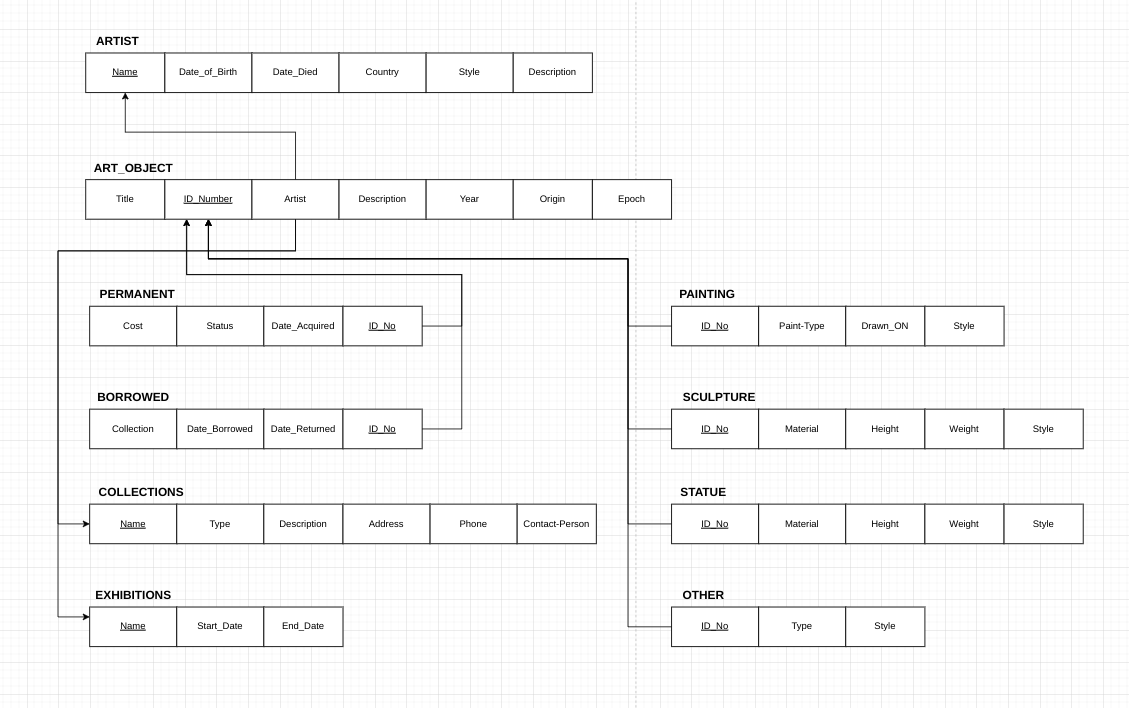 ARTIST
Name Date_of_Birth Date_Died Country Style Description
ART_OBJECT
Title ID_Number Artist Description Year Origin Epoch
PERMANENT
Cost Status Date_Acquired ID_No
BORROWED
Collection Date_Borrowed Date_Returned ID_No
COLLECTIONS
Name Type Description Address Phone Contact-Person
EXHIBITIONS
Name Start_Date End_Date
PAINTING
ID_No Paint-Type Drawn_ON Style
SCULPTURE
ID_No Material Height Weight Style
STATUE
ID_No Material Height Weight Style
OTHER
ID_No Type Style